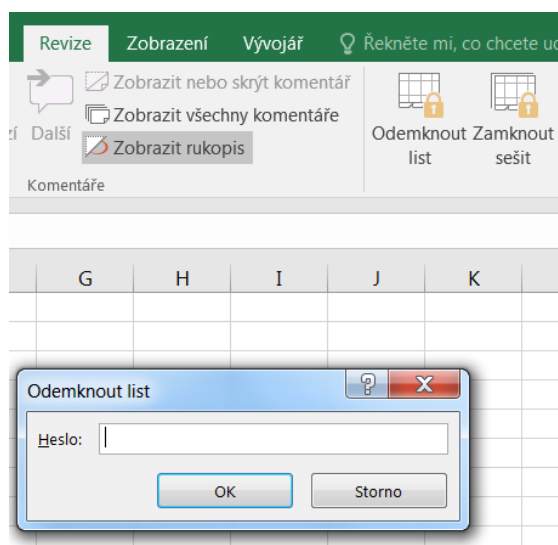 Revize Zobrazení Vývojář Řekněte mi, co chcete
Zobrazit nebo skrýt komentář
Zobrazit všechny komentáře
Další
Zobrazit rukopis
Komentáře
Odemknout list
Zamknout sešit
G H I J K
Odemknout list
Heslo:
OK Storno